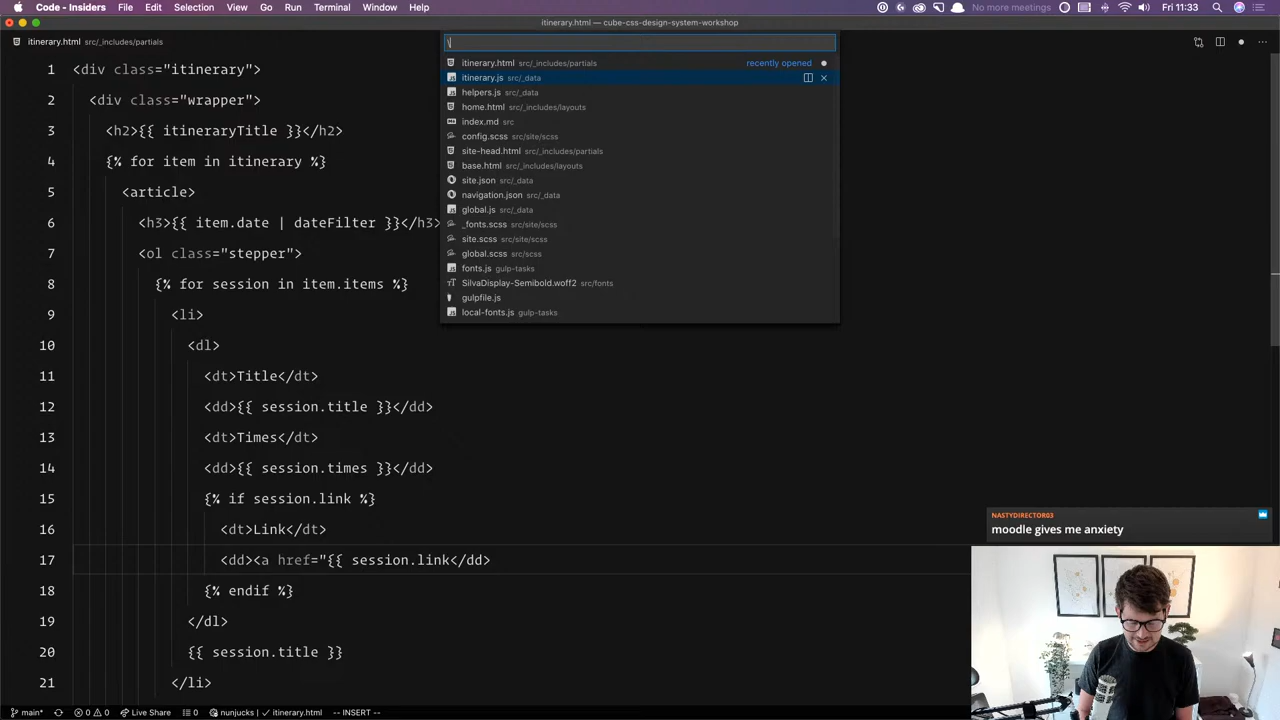 Code - Insiders File Edit Selection View Go Run Terminal Window Help No meetings Fri 11:33
itinerary.html — cube-css-design-system-workshop
itinerary.html src/_includes/partials
itinerary.html src/_includes/partials recently opened
itinerary.js src/_data
helpers.js src/_data
home.html src/_includes/layouts
index.md src
config.scss src/site/scss
site-head.html src/_includes/partials
base.html src/_includes/layouts
site.json src/_data
navigation.json src/_data
global.js src/_data
_fonts.scss src/site/scss
site.scss src/site/scss
global.scss src/scss
fonts.js gulp-tasks
SilvaDisplay-Semibold.woff2 src/fonts
gulpfile.js
local-fonts.js gulp-tasks
1 <div class="itinerary">
2 <div class="wrapper">
3 <h2>{{ itineraryTitle }}</h2>
4 {% for item in itinerary %}
5 <article>
6 <h3>{{ item.date | dateFilter }}</h3>
7 <ol class="stepper">
8 {% for session in item.items %}
9 <li>
10 <dl>
11 <dt>Title</dt>
12 <dd>{{ session.title }}</dd>
13 <dt>Times</dt>
14 <dd>{{ session.times }}</dd>
15 {% if session.link %}
16 <dt>Link</dt>
17 <dd><a href="{{ session.link</dd>
18 {% endif %}
19 </dl>
20 {{ session.title }}
21 </li>
NASTYDIRECTOR03
moodle gives me anxiety
main* 0 0 Live Share 0 nunjucks | ✓ itinerary.html -- INSERT --